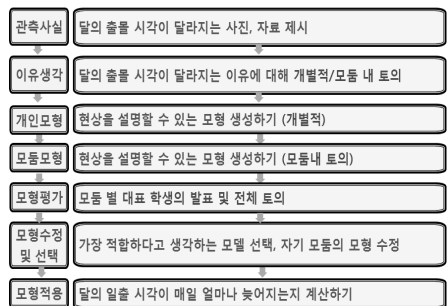 관측사실 달의 출몰 시각이 달라지는 사진, 자료 제시
이유생각 달의 출몰 시각이 달라지는 이유에 대해 개별적/모둠 내 토의
개인모형 현상을 설명할 수 있는 모형 생성하기 (개별적)
모둠모형 현상을 설명할 수 있는 모형 생성하기 (모둠내 토의)
모형평가 모둠 별 대표 학생의 발표 및 전체 토의
모형수정
및 선택 가장 적합하다고 생각하는 모델 선택, 자기 모둠의 모형 수정
모형적용 달의 일출 시각이 매일 얼마나 늦어지는지 계산하기